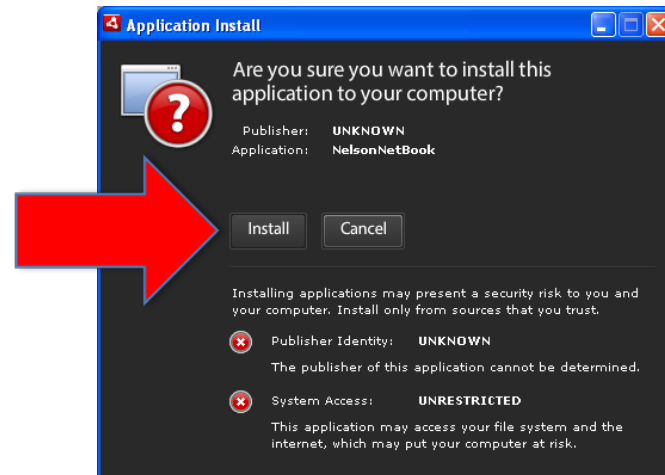 Application Install
Are you sure you want to install this
application to your computer?
Publisher: UNKNOWN
Application: NelsonNetBook
Install Cancel
Installing applications may present a security risk to you and
your computer. Install only from sources that you trust.
Publisher Identity: UNKNOWN
The publisher of this application cannot be determined.
System Access: UNRESTRICTED
This application may access your file system and the
internet, which may put your computer at risk.